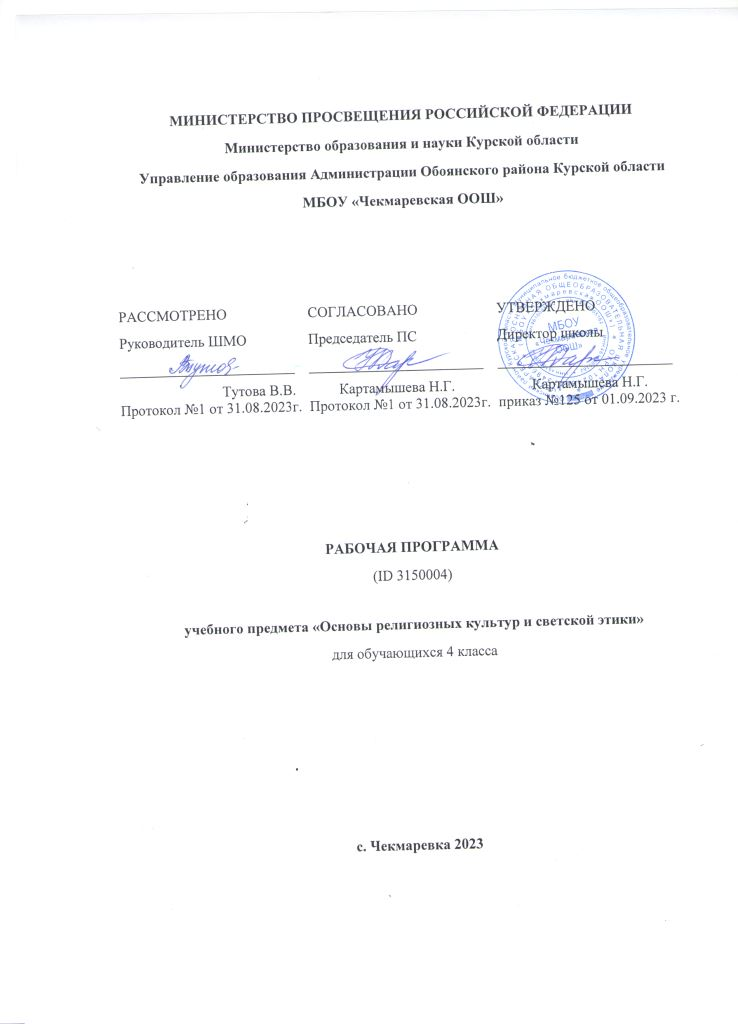 МИНИСТЕРСТВО ПРОСВЕЩЕНИЯ РОССИЙСКОЙ ФЕДЕРАЦИИ
Министерство образования и науки Курской области
Управление образования Администрации Обоянского района Курской области
МБОУ «Чекмаревская ООШ»
РАССМОТРЕНО
Руководитель ШМО
Тутова В.В.
Протокол №1 от 31.08.2023г.
СОГЛАСОВАНО
Председатель ПС
Картамышева Н.Г.
Протокол №1 от 31.08.2023г.
УТВЕРЖДЕНО
Директор школы
Картамышева Н.Г.
приказ №125 от 01.09.2023 г.
МБОУ
«Чекмаревская
ООШ»
РАБОЧАЯ ПРОГРАММА
(ID 3150004)
учебного предмета «Основы религиозных культур и светской этики»
для обучающихся 4 класса
с. Чекмаревка 2023